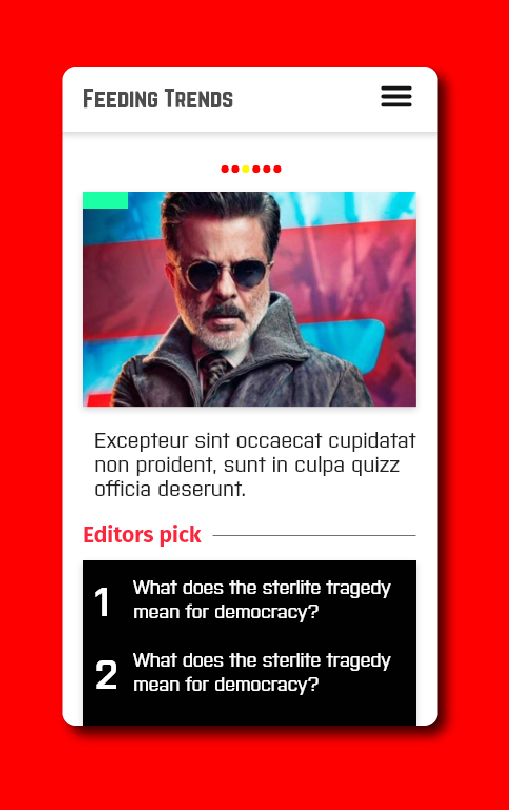 Feeding Trends
Excepteur sint occaecat cupidatat
non proident, sunt in culpa quizz
officia deserunt.
Editors pick
1 What does the sterlite tragedy
mean for democracy?
2 What does the sterlite tragedy
mean for democracy?